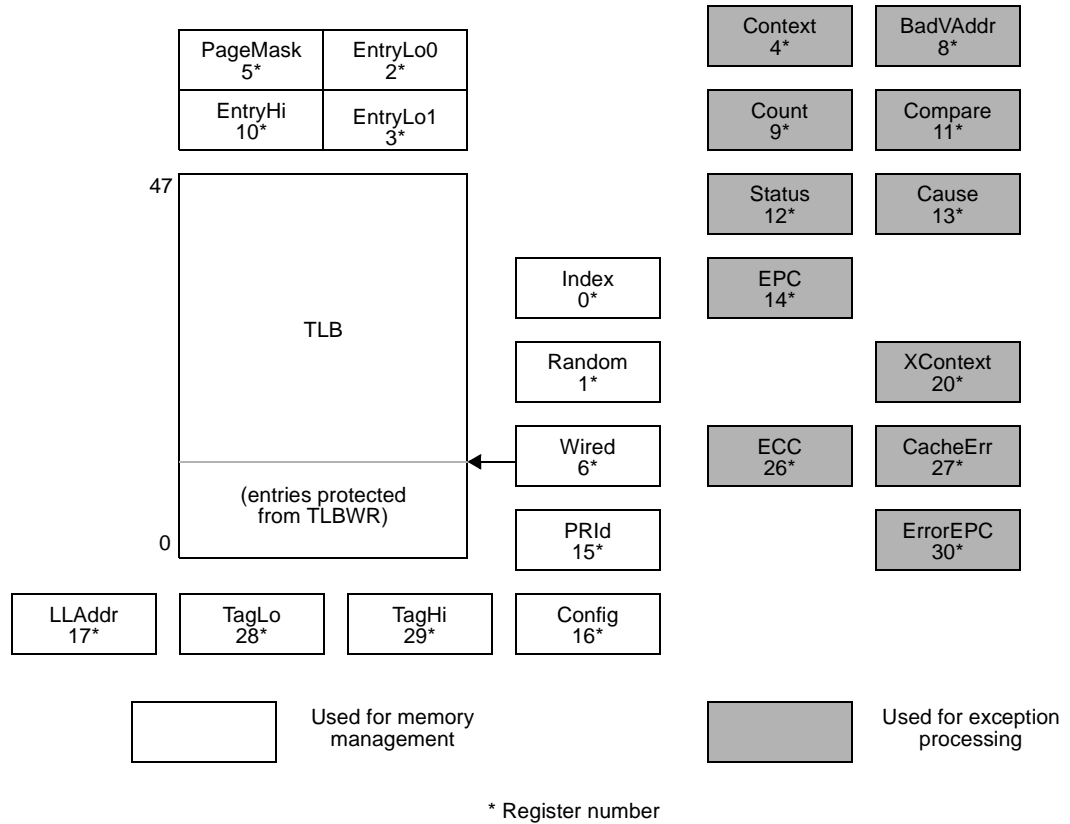 Context
4*
BadVAddr
8*
PageMask
5*
EntryLo0
2*
EntryHi
10*
EntryLo1
3*
Count
9*
Compare
11*
47
Status
12*
Cause
13*
Index
0*
EPC
14*
TLB
Random
1*
XContext
20*
Wired
6*
ECC
26*
CacheErr
27*
(entries protected
from TLBWR)
0
PRId
15*
ErrorEPC
30*
LLAddr
17*
TagLo
28*
TagHi
29*
Config
16*
Used for memory
management
Used for exception
processing
* Register number